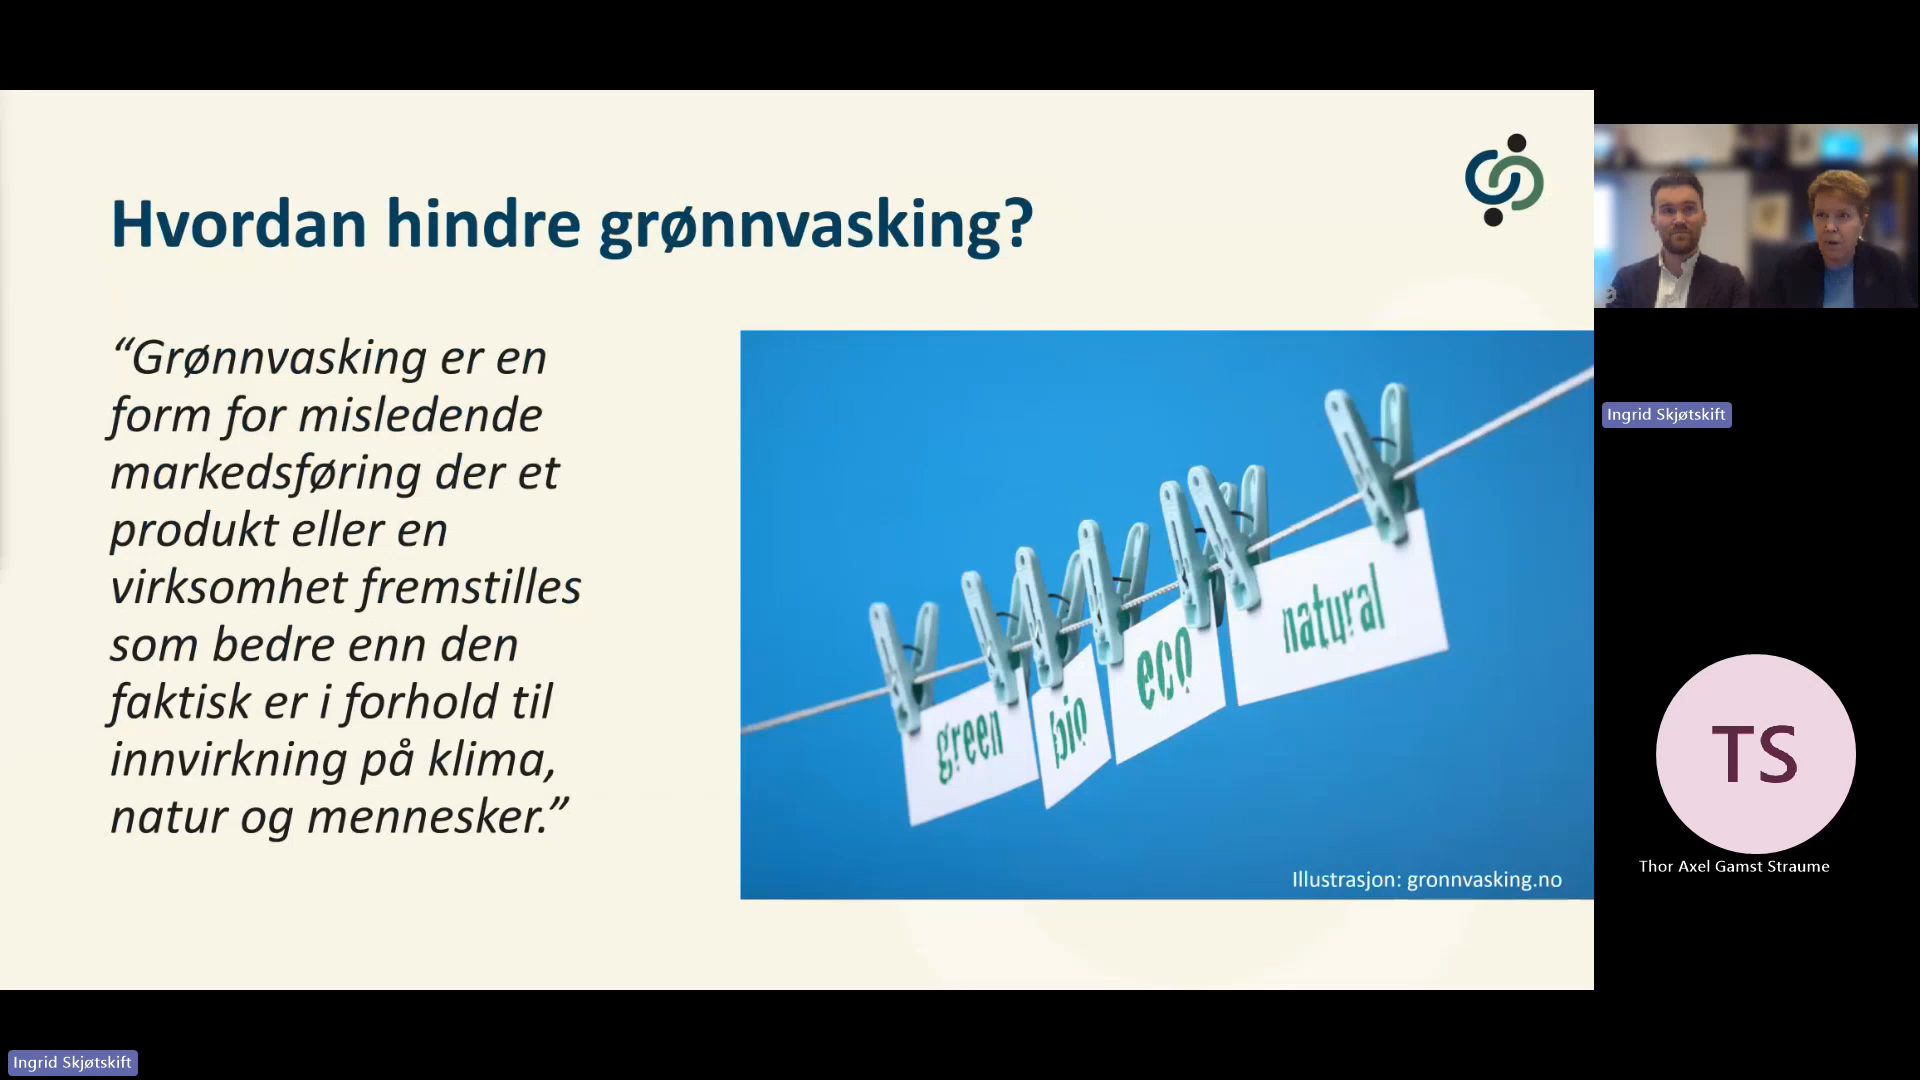 Hvordan hindre grønnvasking?
“Grønnvasking er en
form for misledende
markedsføring der et
produkt eller en
virksomhet fremstilles
som bedre enn den
faktisk er i forhold til
innvirkning på klima,
natur og mennesker.”
green
bio
eco
natural
Illustrasjon: gronnvasking.no
Ingrid Skjøtskift
TS
Thor Axel Gamst Straume
Ingrid Skjøtskift